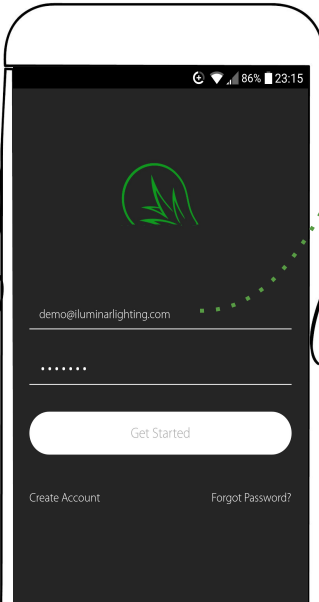 86% 23:15
demo@iluminarlighting.com
•••••••
Get Started
Create Account Forgot Password?